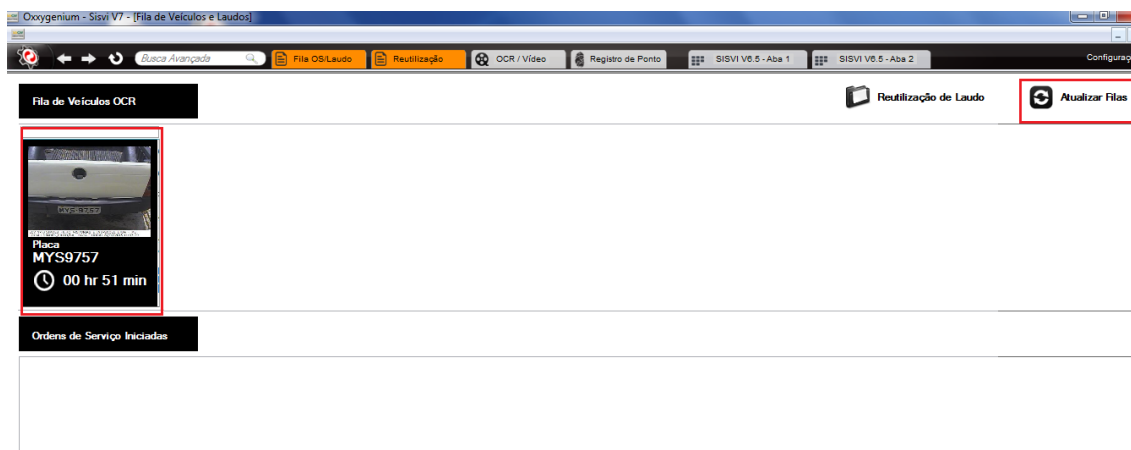 Oxxygenium - Sisvi V7 - [Fila de Veículos e Laudos]
Busca Avançada
Fila OS/Laudo
Reutilização
OCR / Vídeo
Registro de Ponto
SISVI V6.5 - Aba 1
SISVI V6.5 - Aba 2
Configuraç
Fila de Veículos OCR
Reutilização de Laudo
Atualizar Filas
Placa
MYS9757
00 hr 51 min
Ordens de Serviço Iniciadas